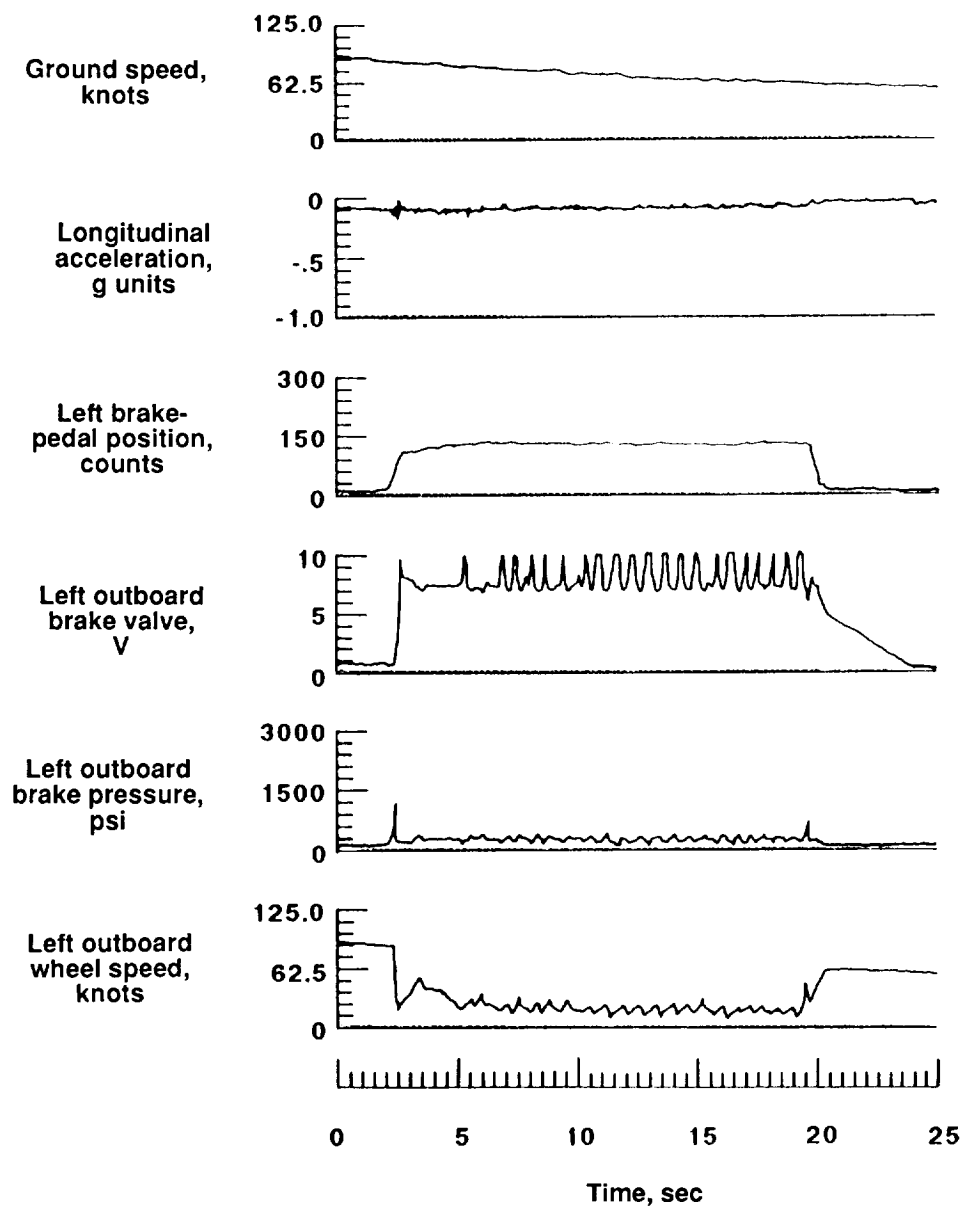 Ground speed,
knots
125.0
62.5
0
Longitudinal
acceleration,
g units
0
-.5
-1.0
Left brake-
pedal position,
counts
300
150
0
Left outboard
brake valve,
V
10
5
0
Left outboard
brake pressure,
psi
3000
1500
0
Left outboard
wheel speed,
knots
125.0
62.5
0
0 5 10 15 20 25
Time, sec